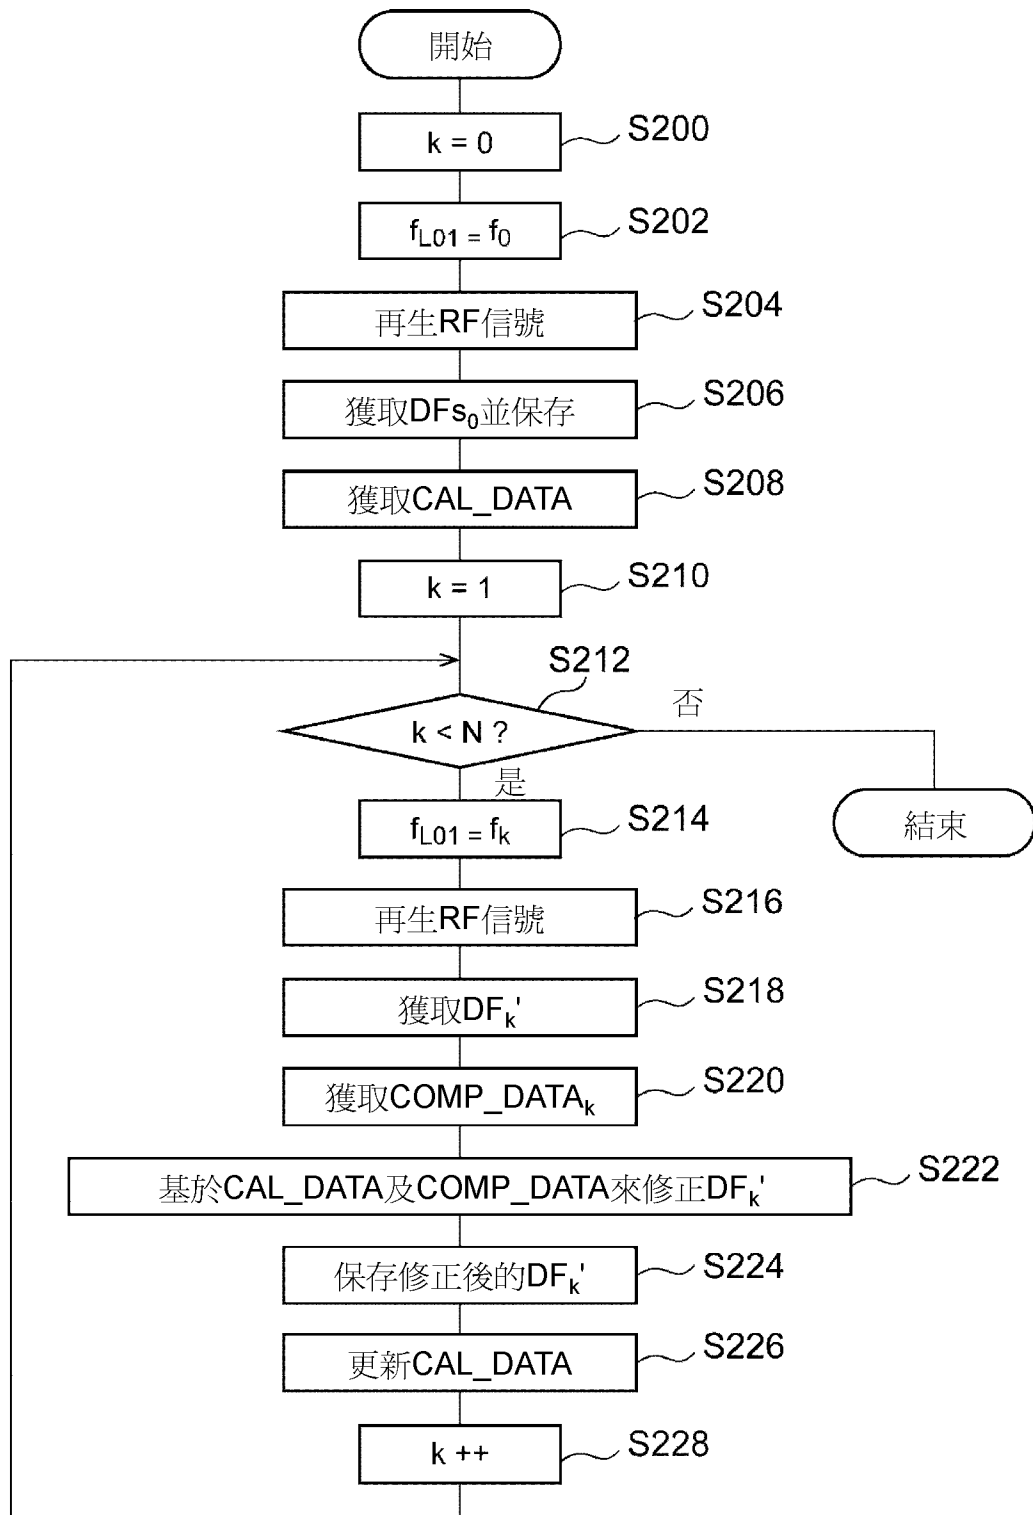 開始
k = 0
S200
fL01 = f0
S202
再生RF信號
S204
獲取DFs0並保存
S206
獲取CAL_DATA
S208
k = 1
S210
S212
k < N ?
否
是
fL01 = fk
S214
結束
再生RF信號
S216
獲取DFk'
S218
獲取COMP_DATAk
S220
基於CAL_DATA及COMP_DATA來修正DFk'
S222
保存修正後的DFk'
S224
更新CAL_DATA
S226
k ++
S228